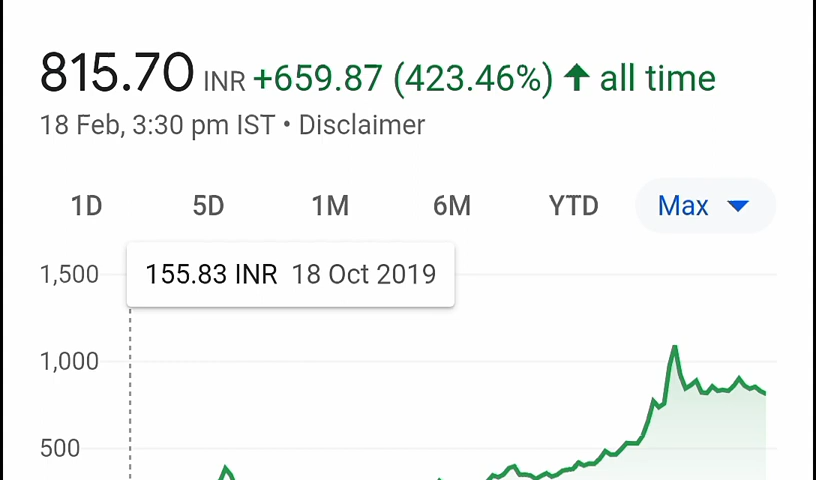 815.70 INR +659.87 (423.46%) ↑ all time
18 Feb, 3:30 pm IST • Disclaimer
1D 5D 1M 6M YTD Max
1,500
155.83 INR 18 Oct 2019
1,000
500